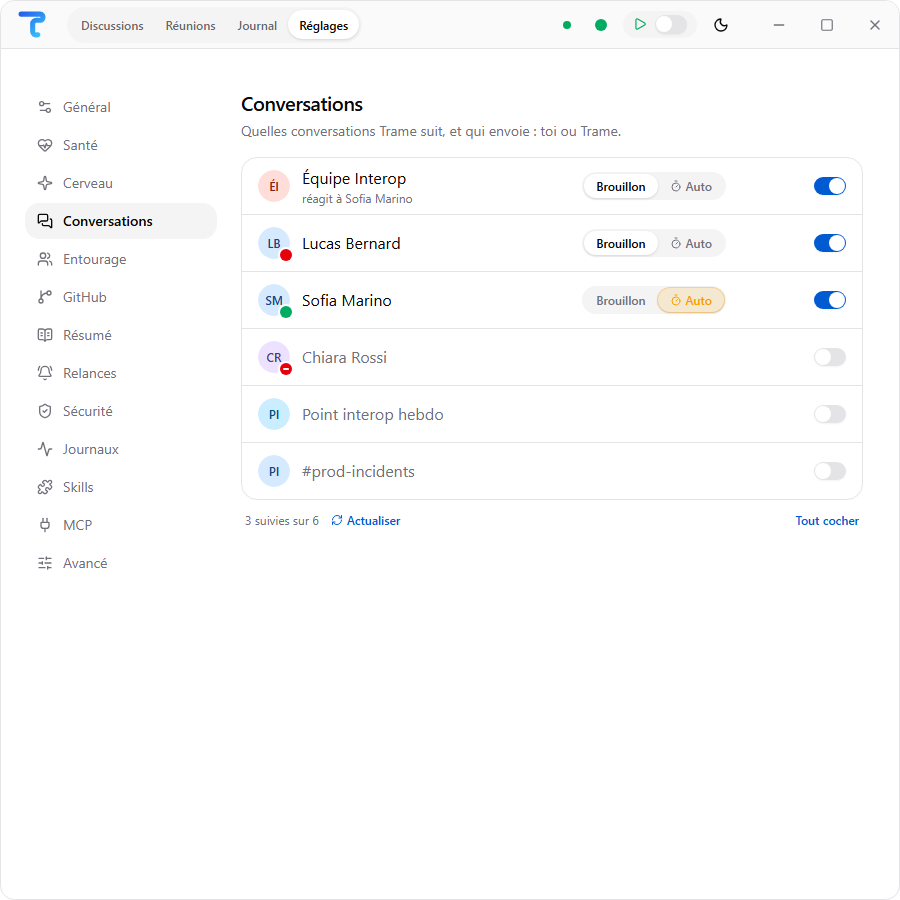 Discussions
Réunions
Journal
Réglages
Général
Santé
Cerveau
Conversations
Entourage
GitHub
Résumé
Relances
Sécurité
Journaux
Skills
MCP
Avancé
Conversations
Quelles conversations Trame suit, et qui envoie : toi ou Trame.
ÉI
Équipe Interop
réagit à Sofia Marino
Brouillon
Auto
LB
Lucas Bernard
Brouillon
Auto
SM
Sofia Marino
Brouillon
Auto
CR
Chiara Rossi
PI
Point interop hebdo
PI
#prod-incidents
3 suivies sur 6
Actualiser
Tout cocher